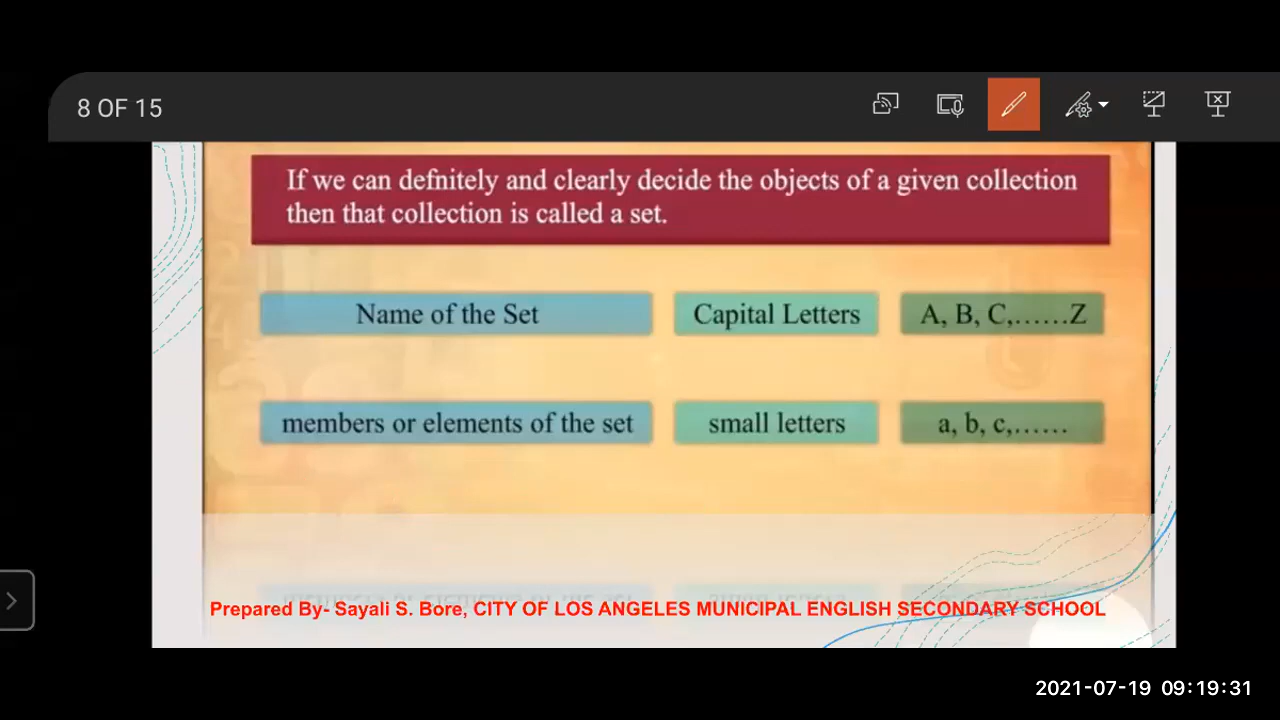 8 OF 15
If we can defnitely and clearly decide the objects of a given collection
then that collection is called a set.
Name of the Set Capital Letters A, B, C,......Z
members or elements of the set small letters a, b, c,......
Prepared By- Sayali S. Bore, CITY OF LOS ANGELES MUNICIPAL ENGLISH SECONDARY SCHOOL
2021-07-19 09:19:31